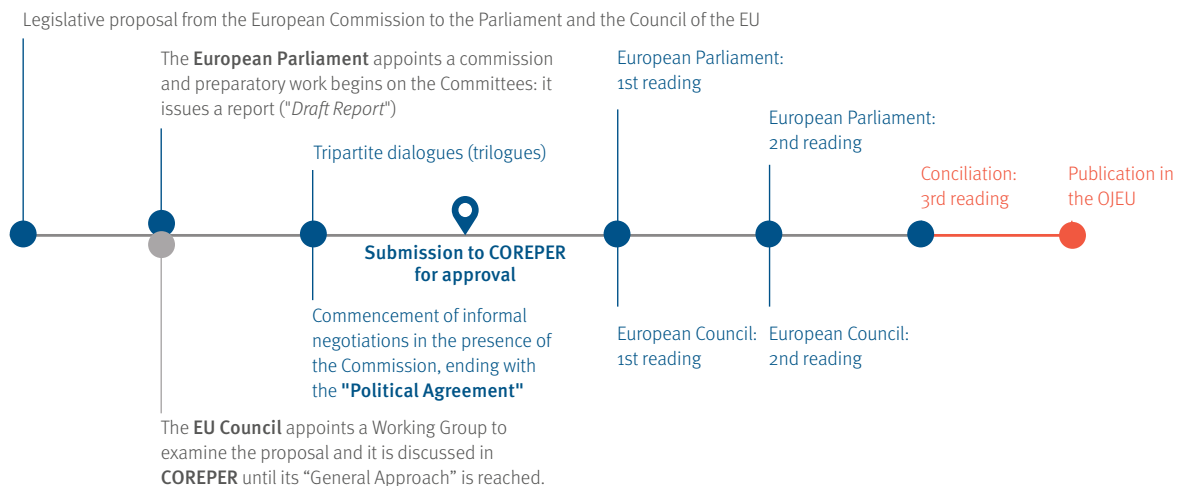 Legislative proposal from the European Commission to the Parliament and the Council of the EU
The European Parliament appoints a commission
and preparatory work begins on the Committees: it
issues a report ("Draft Report")
Tripartite dialogues (trilogues)
Submission to COREPER
for approval
Commencement of informal
negotiations in the presence of
the Commission, ending with
the "Political Agreement"
The EU Council appoints a Working Group to
examine the proposal and it is discussed in
COREPER until its “General Approach” is reached.
European Parliament:
1st reading
European Council:
1st reading
European Parliament:
2nd reading
European Council:
2nd reading
Conciliation:
3rd reading
Publication in
the OJEU